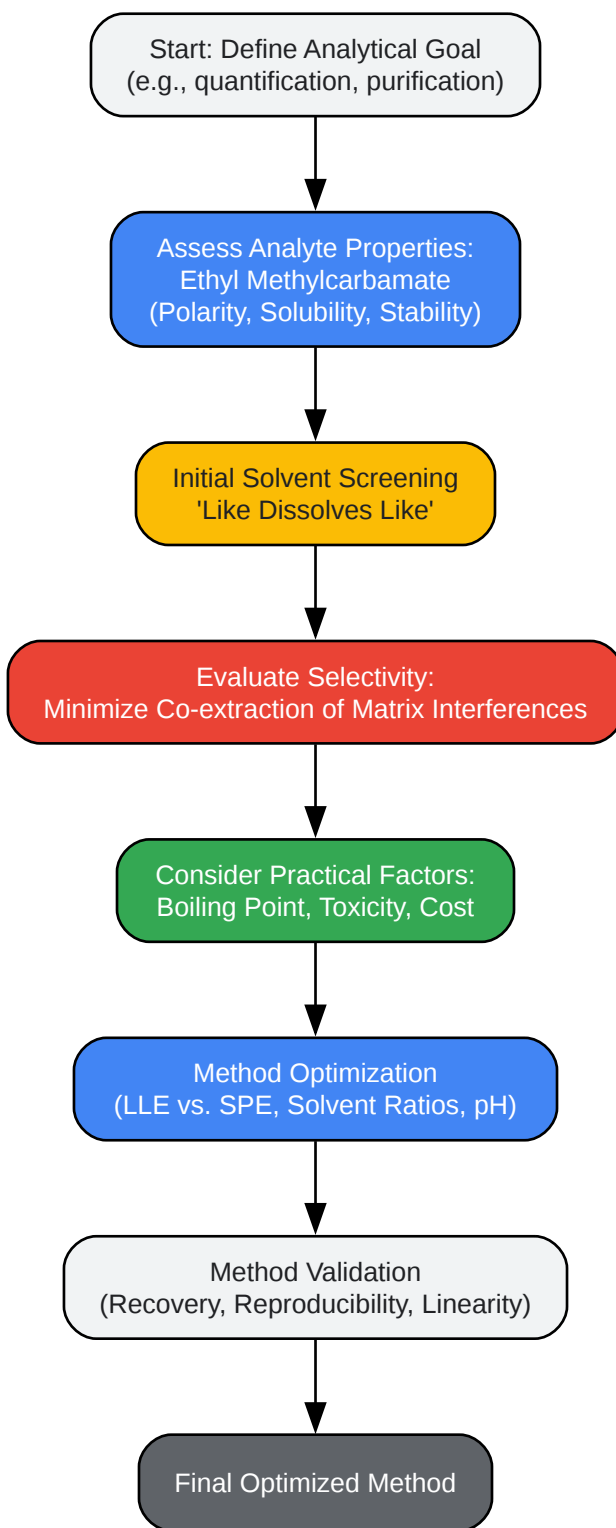 Start: Define Analytical Goal
(e.g., quantification, purification)
Assess Analyte Properties:
Ethyl Methylcarbamate
(Polarity, Solubility, Stability)
Initial Solvent Screening
'Like Dissolves Like'
Evaluate Selectivity:
Minimize Co-extraction of Matrix Interferences
Consider Practical Factors:
Boiling Point, Toxicity, Cost
Method Optimization
(LLE vs. SPE, Solvent Ratios, pH)
Method Validation
(Recovery, Reproducibility, Linearity)
Final Optimized Method